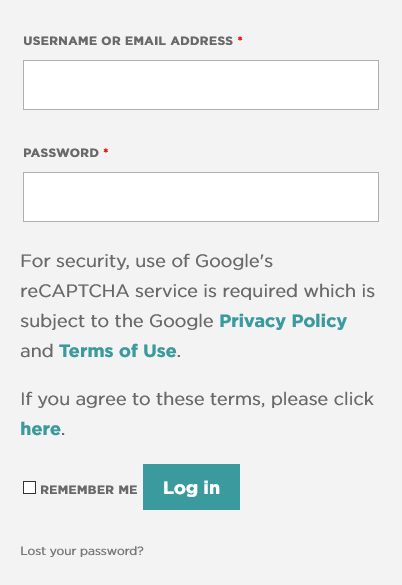 USERNAME OR EMAIL ADDRESS *
PASSWORD *
For security, use of Google's
reCAPTCHA service is required which is
subject to the Google Privacy Policy
and Terms of Use.
If you agree to these terms, please click
here.
REMEMBER ME Log in
Lost your password?